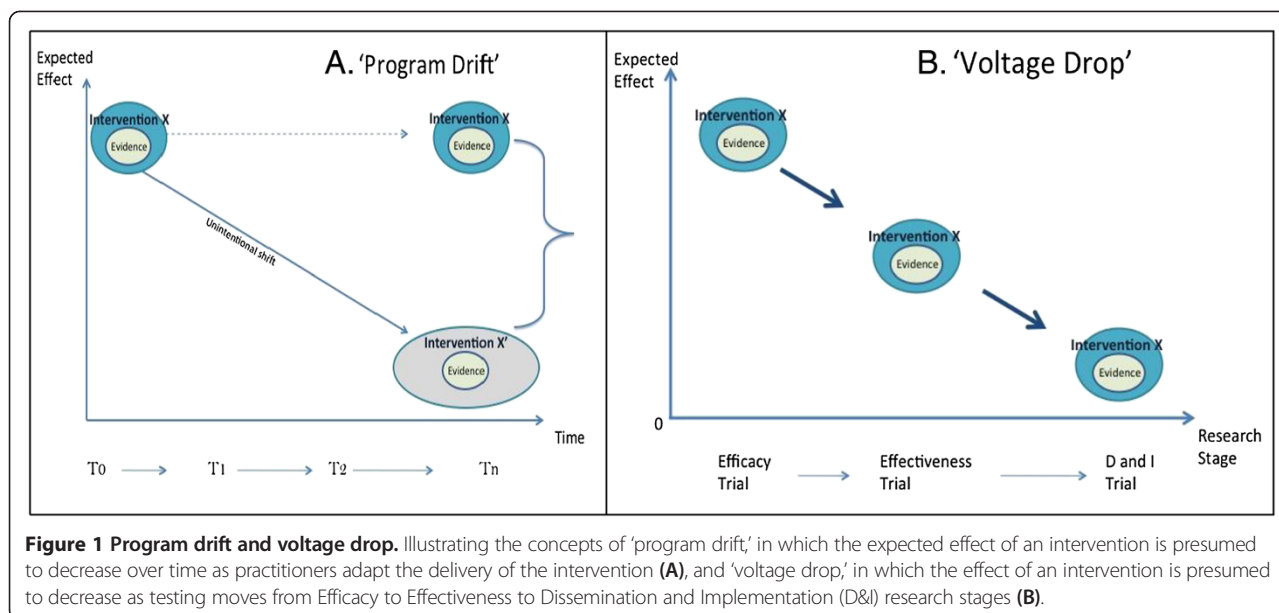 A. 'Program Drift'
Expected
Effect
Intervention X
Evidence
Intervention X
Evidence
Unintentional shift
Intervention X'
Evidence
Time
T0
T1
T2
Tn
B. 'Voltage Drop'
Expected
Effect
Intervention X
Evidence
Intervention X
Evidence
Intervention X
Evidence
0
Research
Stage
Efficacy
Trial
Effectiveness
Trial
D and I
Trial
Figure 1 Program drift and voltage drop. Illustrating the concepts of 'program drift,' in which the expected effect of an intervention is presumed
to decrease over time as practitioners adapt the delivery of the intervention (A), and 'voltage drop,' in which the effect of an intervention is presumed
to decrease as testing moves from Efficacy to Effectiveness to Dissemination and Implementation (D&I) research stages (B).